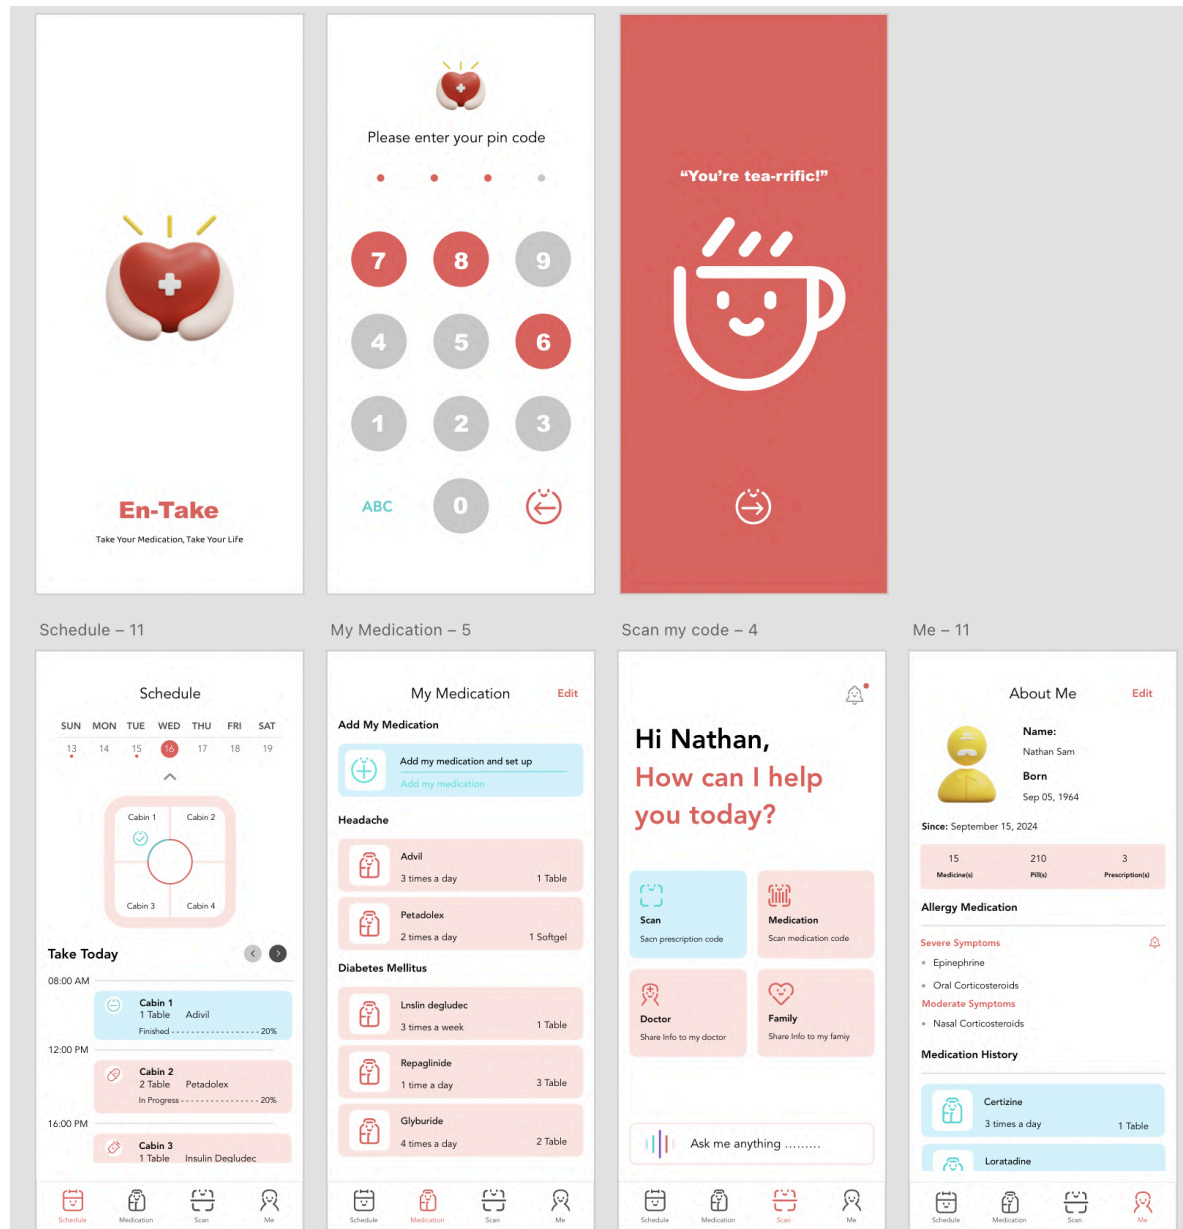 En-Take
Take Your Medication, Take Your Life
Please enter your pin code
7 8 9
4 5 6
1 2 3
ABC 0
“You’re tea-rrific!”
Schedule – 11
Schedule
SUN MON TUE WED THU FRI SAT
13 14 15 16 17 18 19
Cabin 1 Cabin 2
Cabin 3 Cabin 4
Take Today
08:00 AM
Cabin 1
1 Table Adivil
Finished - - - - - - - - - - - - - - - - - - 20%
12:00 PM
Cabin 2
2 Table Petadolex
In Progress - - - - - - - - - - - - - - - - 20%
16:00 PM
Cabin 3
1 Table Insulin Degludec
Schedule Medication Scan Me
My Medication – 5
My Medication Edit
Add My Medication
Add my medication and set up
Add my medication
Headache
Advil
3 times a day 1 Table
Petadolex
2 times a day 1 Softgel
Diabetes Mellitus
Lnslin degludec
3 times a week 1 Table
Repaglinide
1 time a day 3 Table
Glyburide
4 times a day 2 Table
Schedule Medication Scan Me
Scan my code – 4
Hi Nathan,
How can I help
you today?
Scan
Sacn prescription code
Medication
Scan medication code
Doctor
Share Info to my doctor
Family
Share Info to my famiy
Ask me anything .........
Schedule Medication Scan Me
Me – 11
About Me Edit
Name:
Nathan Sam
Born
Sep 05, 1964
Since: September 15, 2024
15 210 3
Medicine(s) Pill(s) Prescription(s)
Allergy Medication
Severe Symptoms
• Epinephrine
• Oral Corticosteroids
Moderate Symptoms
• Nasal Corticosteroids
Medication History
Certizine
3 times a day 1 Table
Loratadine
Schedule Medication Scan Me